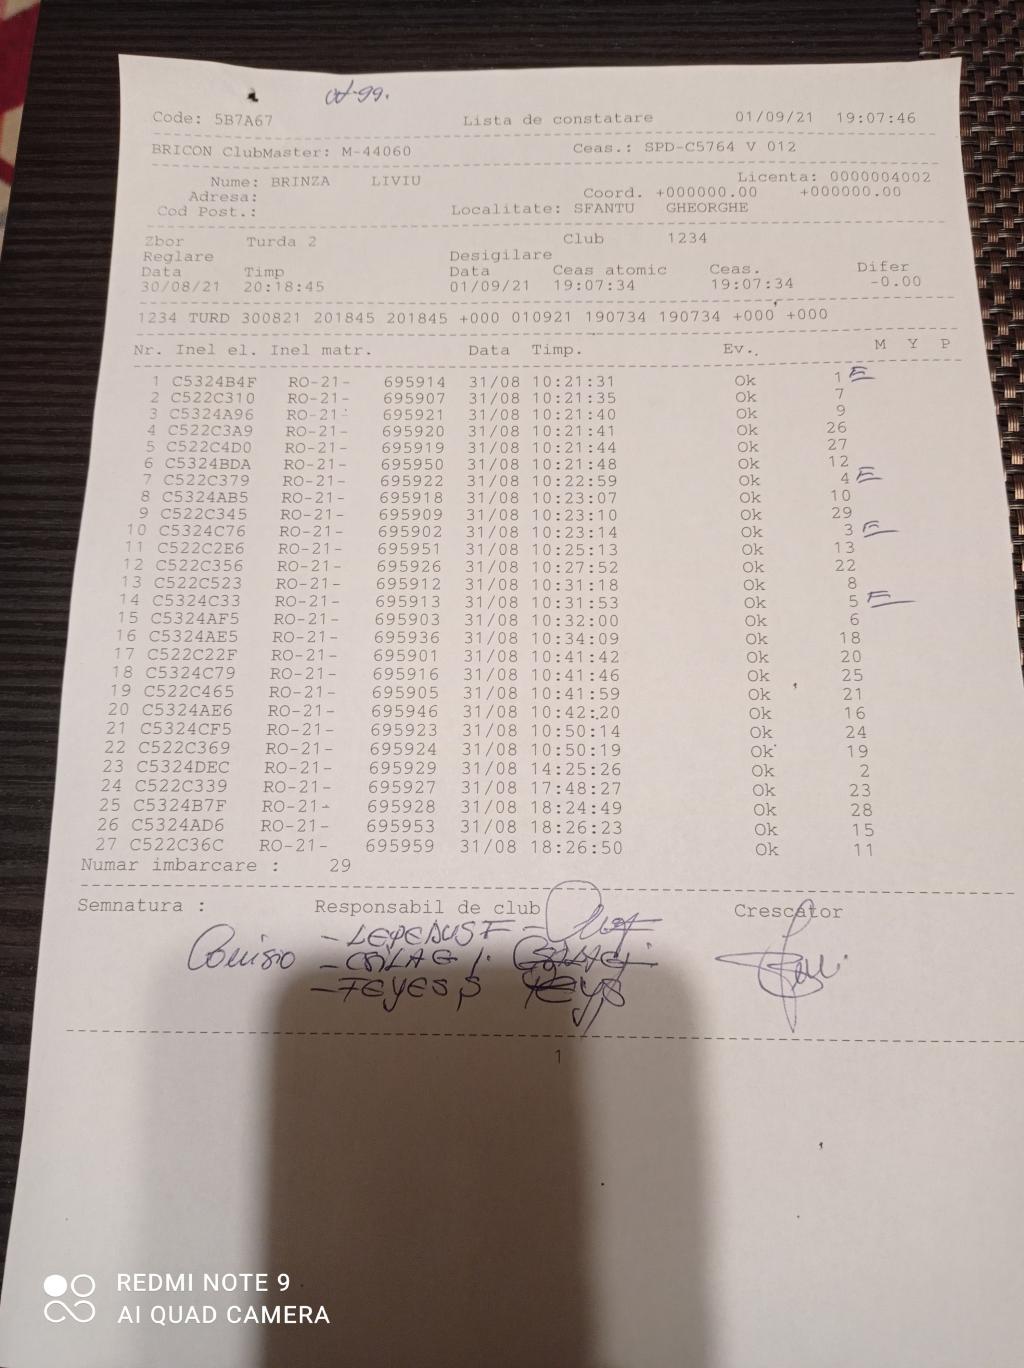 Code: 5B7A67 Lista de constatare 01/09/21 19:07:46
BRICON ClubMaster: M-44060 Ceas.: SPD-C5764 V 012
Nume: BRINZA LIVIU Licenta: 0000004002
Adresa: Coord. +000000.00 +000000.00
Cod Post.: Localitate: SFANTU GHEORGHE
Zbor Turda 2 Club 1234
Reglare Desigilare
Data Timp Data Ceas atomic Ceas. Difer
30/08/21 20:18:45 01/09/21 19:07:34 19:07:34 -0.00
1234 TURD 300821 201845 201845 +000 010921 190734 190734 +000 +000
Nr. Inel el. Inel matr. Data Timp. Ev.. M Y P
1 C5324B4F RO-21- 695914 31/08 10:21:31 Ok 1 E
2 C522C310 RO-21- 695907 31/08 10:21:35 Ok 7
3 C5324A96 RO-21- 695921 31/08 10:21:40 Ok 9
4 C522C3A9 RO-21- 695920 31/08 10:21:41 Ok 26
5 C522C4D0 RO-21- 695919 31/08 10:21:44 Ok 27
6 C5324BDA RO-21- 695950 31/08 10:21:48 Ok 12
7 C522C379 RO-21- 695922 31/08 10:22:59 Ok 4 E
8 C5324AB5 RO-21- 695918 31/08 10:23:07 Ok 10
9 C522C345 RO-21- 695909 31/08 10:23:10 Ok 29
10 C5324C76 RO-21- 695902 31/08 10:23:14 Ok 3 E
11 C522C2E6 RO-21- 695951 31/08 10:25:13 Ok 13
12 C522C356 RO-21- 695926 31/08 10:27:52 Ok 22
13 C522C523 RO-21- 695912 31/08 10:31:18 Ok 8
14 C5324C33 RO-21- 695913 31/08 10:31:53 Ok 5 E
15 C5324AF5 RO-21- 695903 31/08 10:32:00 Ok 6
16 C5324AE5 RO-21- 695936 31/08 10:34:09 Ok 18
17 C522C22F RO-21- 695901 31/08 10:41:42 Ok 20
18 C5324C79 RO-21- 695916 31/08 10:41:46 Ok 25
19 C522C465 RO-21- 695905 31/08 10:41:59 Ok 21
20 C5324AE6 RO-21- 695946 31/08 10:42:20 Ok 16
21 C5324CF5 RO-21- 695923 31/08 10:50:14 Ok 24
22 C522C369 RO-21- 695924 31/08 10:50:19 Ok 19
23 C5324DEC RO-21- 695929 31/08 14:25:26 Ok 2
24 C522C339 RO-21- 695927 31/08 17:48:27 Ok 23
25 C5324B7F RO-21- 695928 31/08 18:24:49 Ok 28
26 C5324AD6 RO-21- 695953 31/08 18:26:23 Ok 15
27 C522C36C RO-21- 695959 31/08 18:26:50 Ok 11
Numar imbarcare : 29
Semnatura : Responsabil de club Crescator
1
REDMI NOTE 9
AI QUAD CAMERA